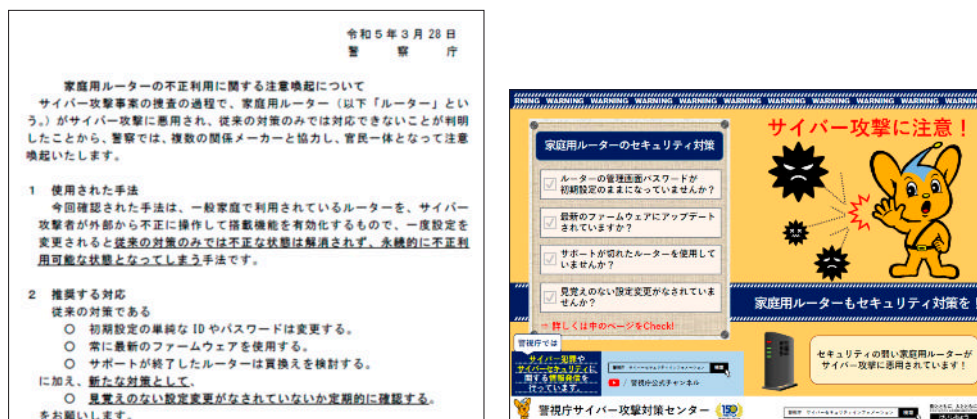 令和5年3月28日
警察庁
家庭用ルーターの不正利用に関する注意喚起について
サイバー攻撃事案の捜査の過程で、家庭用ルーター(以下「ルーター」とい
う。)がサイバー攻撃に悪用され、従来の対策のみでは対応できないことが判明
したことから、警察では、複数の関係メーカーと協力し、官民一体となって注意
喚起いたします。
1 使用された手法
今回確認された手法は、一般家庭で利用されているルーターを、サイバー
攻撃者が外部から不正に操作して搭載機能を有効化するもので、一度設定を
変更されると従来の対策のみでは不正な状態は解消されず、永続的に不正利
用可能な状態となってしまう手法です。
2 推奨する対応
従来の対策である
○ 初期設定の単純なIDやパスワードは変更する。
○ 常に最新のファームウェアを使用する。
○ サポートが終了したルーターは買換えを検討する。
に加え、新たな対策として、
○ 見覚えのない設定変更がなされていないか定期的に確認する。
をお願いします。
RNING WARNING WARNING WARNING WARNING WARNING WARNING WARNING WARNING WARNIN
サイバー攻撃に注意!
家庭用ルーターのセキュリティ対策
ルーターの管理画面パスワードが
初期設定のままになっていませんか?
最新のファームウェアにアップデート
されていますか?
サポートが切れたルーターを使用して
いませんか?
見覚えのない設定変更がなされていま
せんか?
⇒ 詳しくは中のページをCheck!
家庭用ルーターもセキュリティ対策を!
警視庁では
サイバー犯罪や
サイバーセキュリティに
関する情報発信を
行っています。
検索
/ 警視庁公式チャンネル
セキュリティの弱い家庭用ルーターが
サイバー攻撃に悪用されています!
警視庁サイバー攻撃対策センター
150